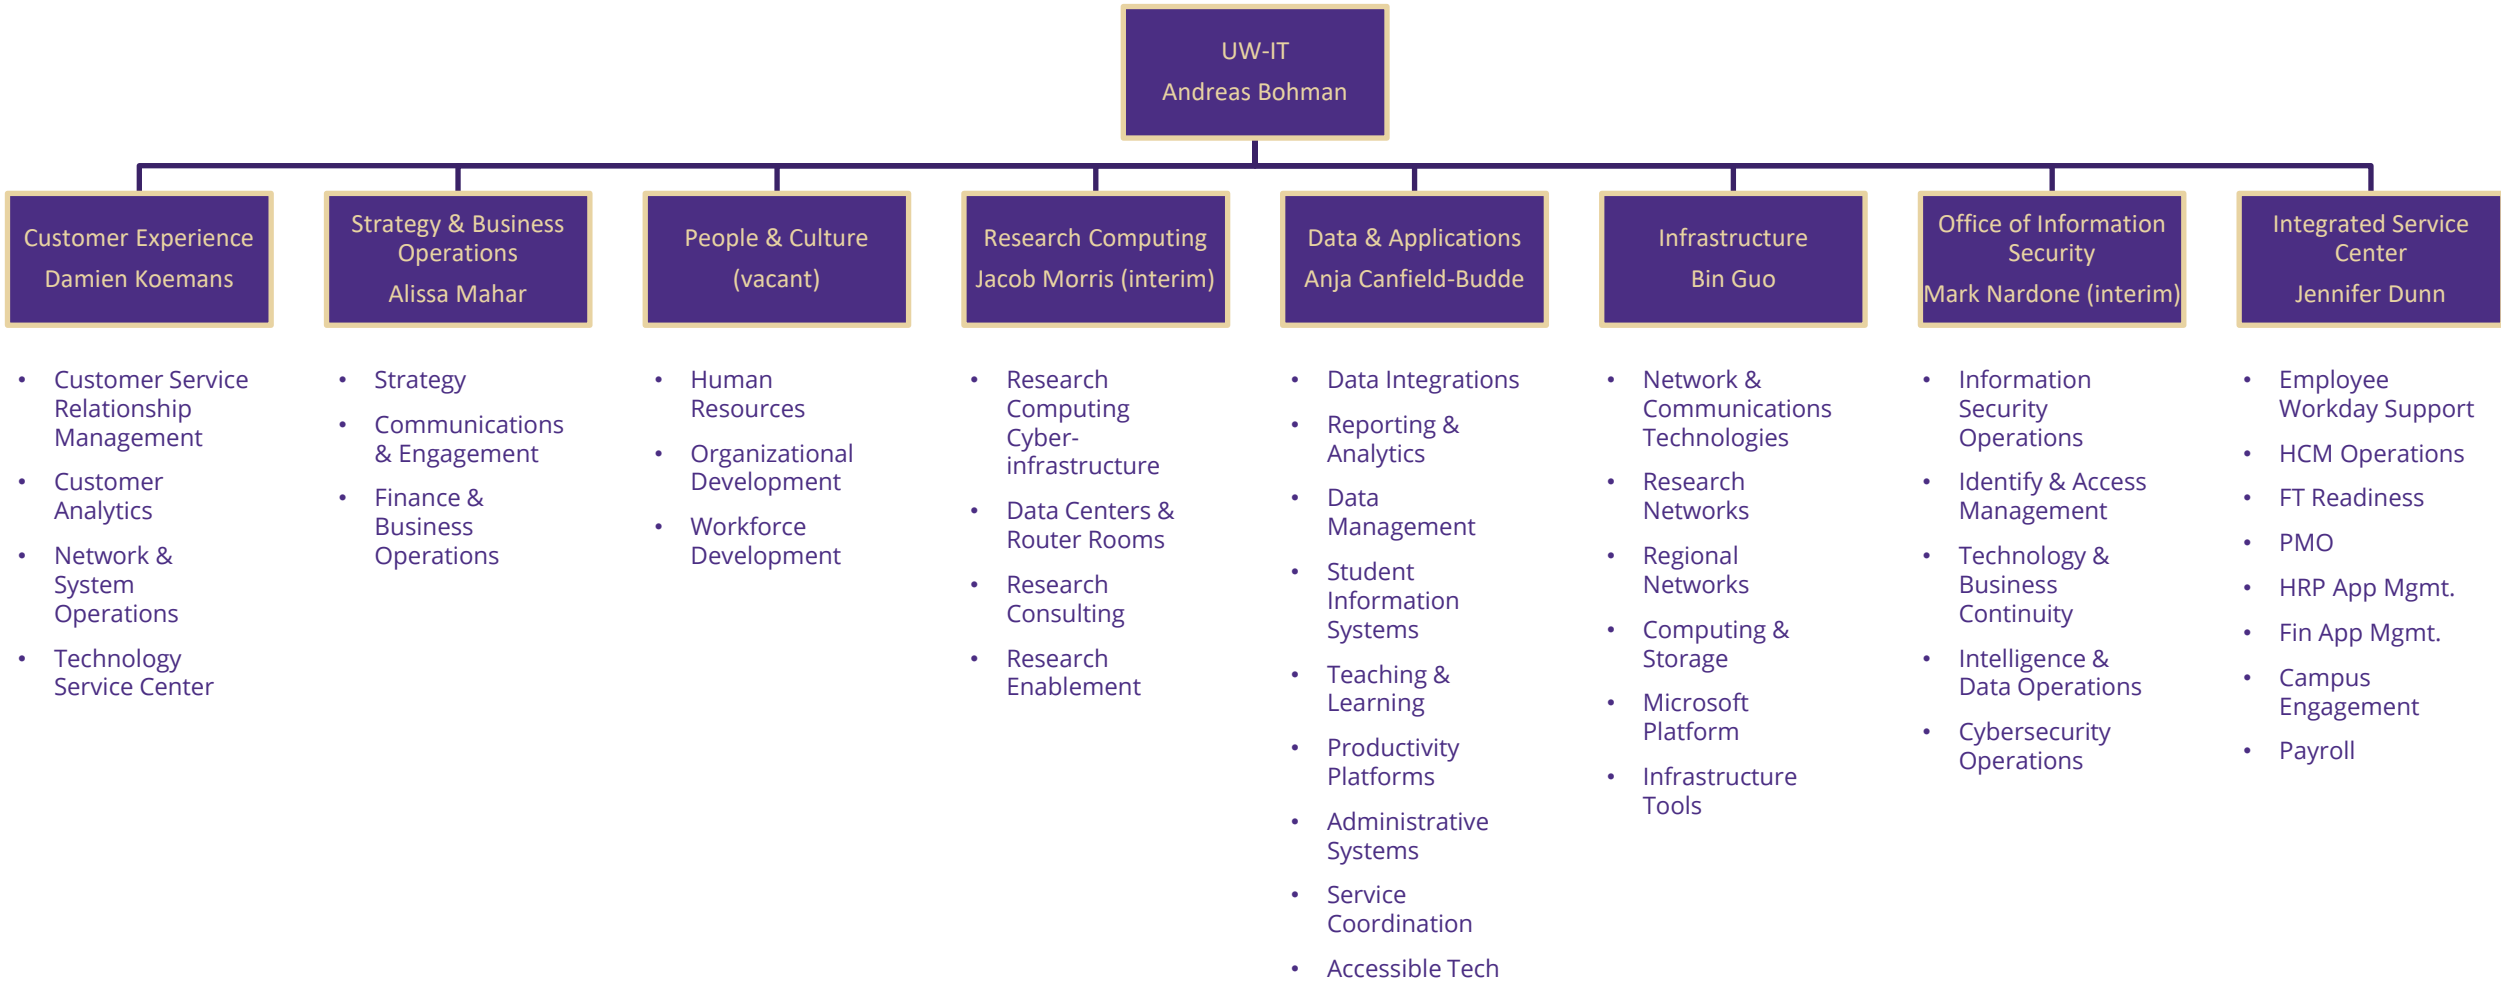 UW-IT
Andreas Bohman
Customer Experience
Damien Koemans
Strategy & Business
Operations
Alissa Mahar
People & Culture
(vacant)
Research Computing
Jacob Morris (interim)
Data & Applications
Anja Canfield-Budde
Infrastructure
Bin Guo
Office of Information
Security
Mark Nardone (interim)
Integrated Service
Center
Jennifer Dunn
• Customer Service
Relationship
Management
• Customer
Analytics
• Network &
System
Operations
• Technology
Service Center
• Strategy
• Communications
& Engagement
• Finance &
Business
Operations
• Human
Resources
• Organizational
Development
• Workforce
Development
• Research
Computing
Cyber-
infrastructure
• Data Centers &
Router Rooms
• Research
Consulting
• Research
Enablement
• Data Integrations
• Reporting &
Analytics
• Data
Management
• Student
Information
Systems
• Teaching &
Learning
• Productivity
Platforms
• Administrative
Systems
• Service
Coordination
• Accessible Tech
• Network &
Communications
Technologies
• Research
Networks
• Regional
Networks
• Computing &
Storage
• Microsoft
Platform
• Infrastructure
Tools
• Information
Security
Operations
• Identify & Access
Management
• Technology &
Business
Continuity
• Intelligence &
Data Operations
• Cybersecurity
Operations
• Employee
Workday Support
• HCM Operations
• FT Readiness
• PMO
• HRP App Mgmt.
• Fin App Mgmt.
• Campus
Engagement
• Payroll